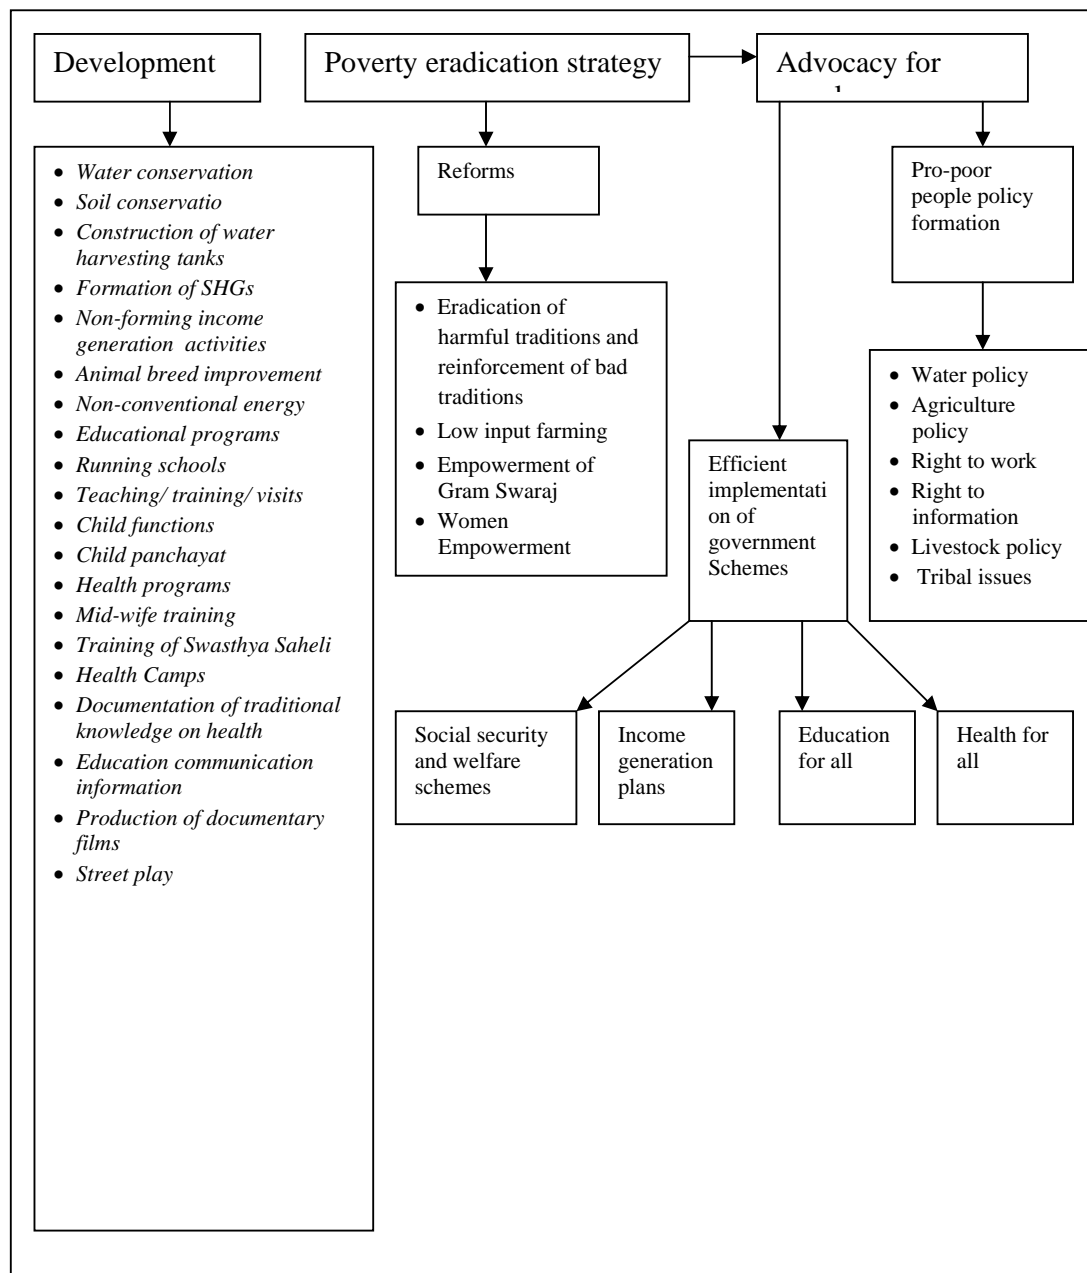 Development
Poverty eradication strategy
Advocacy for
• Water conservation
• Soil conservatio
• Construction of water
harvesting tanks
• Formation of SHGs
• Non-forming income
generation activities
• Animal breed improvement
• Non-conventional energy
• Educational programs
• Running schools
• Teaching/ training/ visits
• Child functions
• Child panchayat
• Health programs
• Mid-wife training
• Training of Swasthya Saheli
• Health Camps
• Documentation of traditional
knowledge on health
• Education communication
information
• Production of documentary
films
• Street play
Reforms
• Eradication of
harmful traditions and
reinforcement of bad
traditions
• Low input farming
• Empowerment of
Gram Swaraj
• Women
Empowerment
Pro-poor
people policy
formation
• Water policy
• Agriculture
policy
• Right to work
• Right to
information
• Livestock policy
• Tribal issues
Efficient
implementati
on of
government
Schemes
Social security
and welfare
schemes
Income
generation
plans
Education
for all
Health for
all